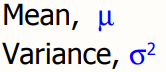 Mean, μ
Variance, σ²